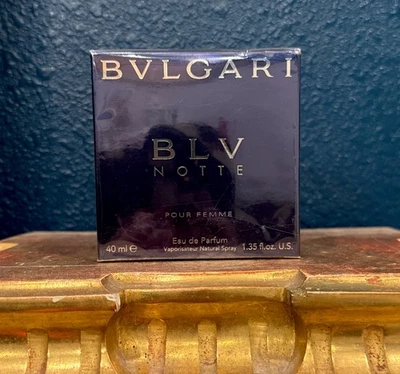 BVLGARI
BLV
NOTTE
POUR FEMME
Eau de Parfum
40 ml ℮ Vaporisateur Natural Spray 1.35 fl.oz. U.S.